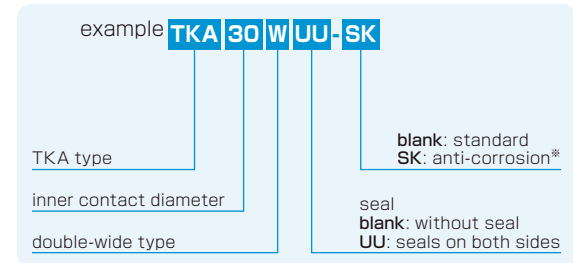 example TKA 30 W UU - SK
blank: standard
TKA type
SK: anti-corrosion※
inner contact diameter
seal
blank: without seal
double-wide type
UU: seals on both sides